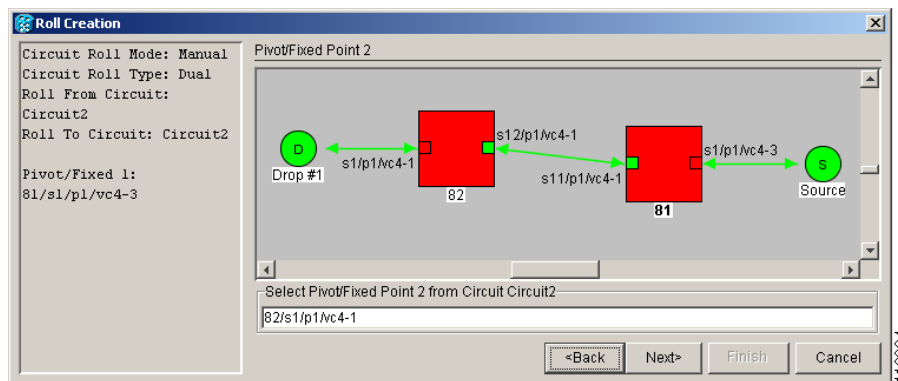 Roll Creation
Circuit Roll Mode: Manual
Circuit Roll Type: Dual
Roll From Circuit:
Circuit2
Roll To Circuit: Circuit2
Pivot/Fixed 1:
81/s1/p1/vc4-3
Pivot/Fixed Point 2
D
Drop #1
s1/p1/vc4-1
82
s12/p1/vc4-1
s11/p1/vc4-1
81
s1/p1/vc4-3
S
Source
Select Pivot/Fixed Point 2 from Circuit Circuit2
82/s1/p1/vc4-1
<Back
Next>
Finish
Cancel